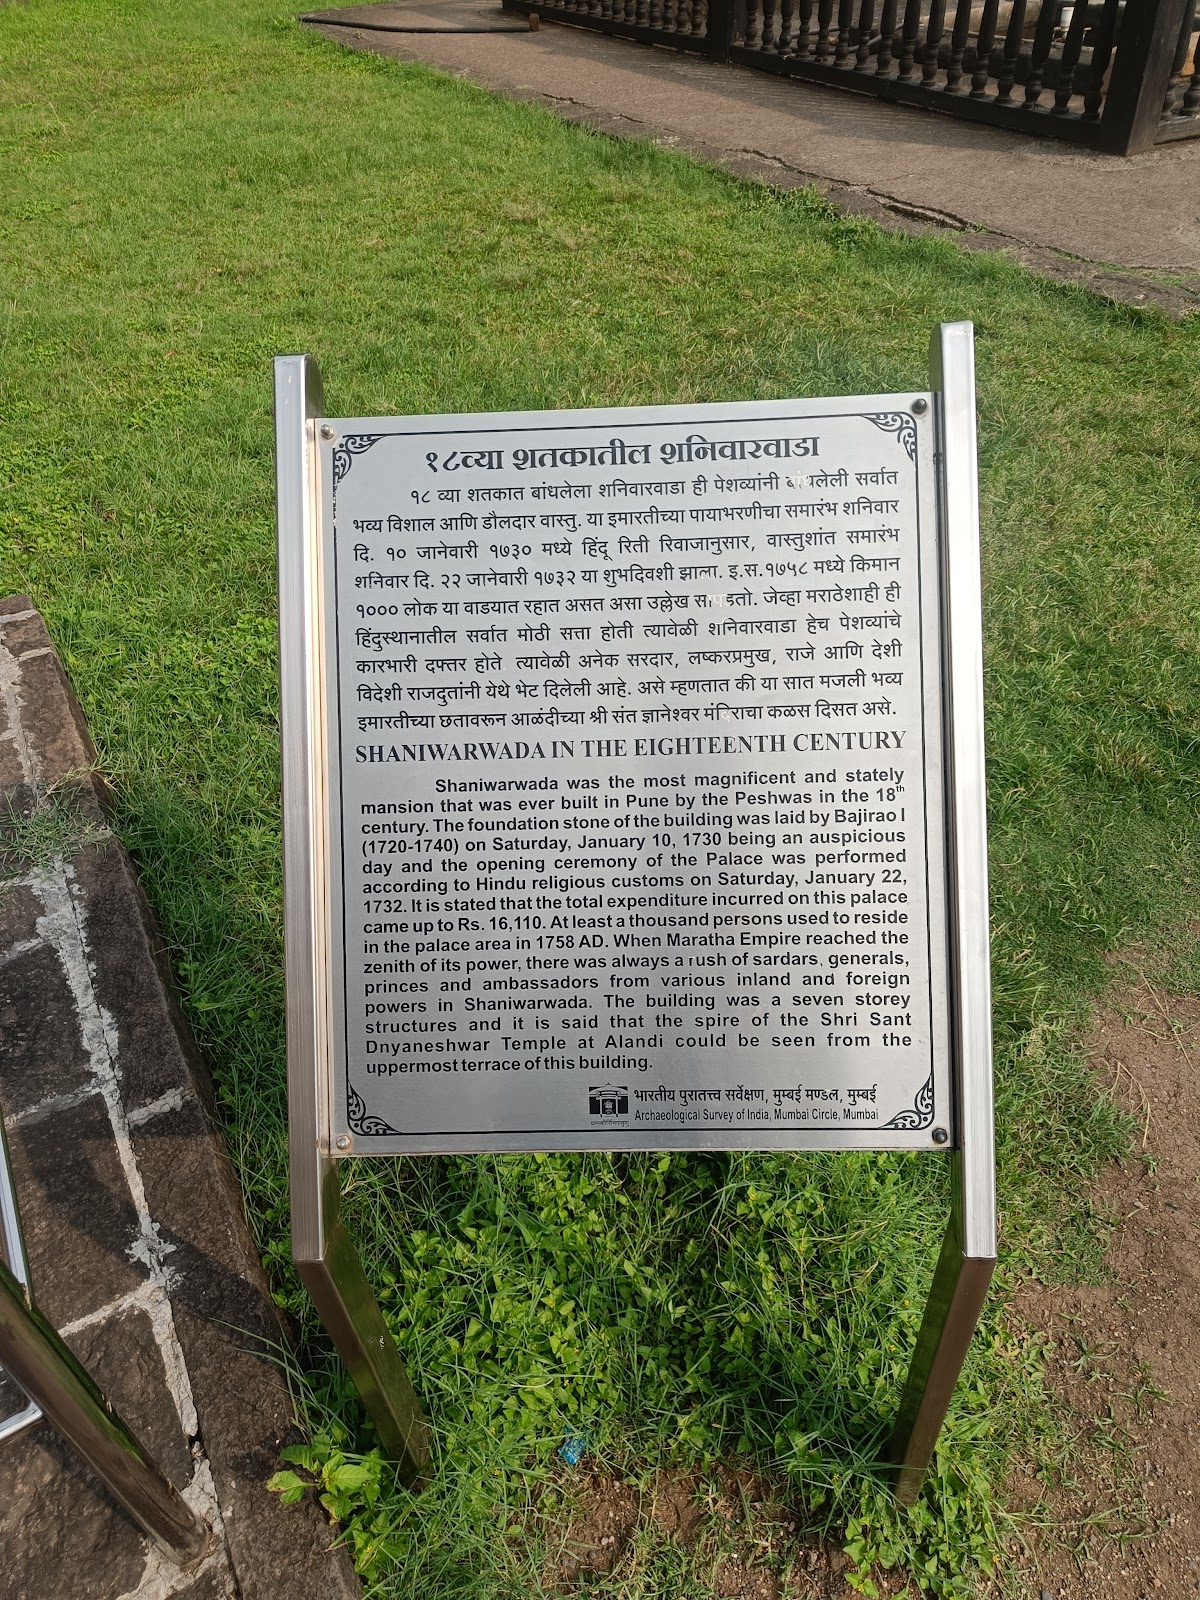 १८व्या शतकातील शनिवारवाडा
१८ व्या शतकात बांधलेला शनिवारवाडा ही पेशव्यांनी बांधलेली सर्वात
भव्य विशाल आणि डौलदार वास्तु. या इमारतीच्या पायाभरणीचा समारंभ शनिवार
दि. १० जानेवारी १७३० मध्ये हिंदू रिती रिवाजानुसार, वास्तुशांत समारंभ
शनिवार दि. २२ जानेवारी १७३२ या शुभदिवशी झाला. इ.स.१७५८ मध्ये किमान
१००० लोक या वाडयात रहात असत असा उल्लेख सापडतो. जेव्हा मराठेशाही ही
हिंदुस्थानातील सर्वात मोठी सत्ता होती त्यावेळी शनिवारवाडा हेच पेशव्यांचे
कारभारी दफ्तर होते त्यावेळी अनेक सरदार, लष्करप्रमुख, राजे आणि देशी
विदेशी राजदुतांनी येथे भेट दिलेली आहे. असे म्हणतात की या सात मजली भव्य
इमारतीच्या छतावरून आळंदीच्या श्री संत ज्ञानेश्वर मंदिराचा कळस दिसत असे.
SHANIWARWADA IN THE EIGHTEENTH CENTURY
Shaniwarwada was the most magnificent and stately
mansion that was ever built in Pune by the Peshwas in the 18th
century. The foundation stone of the building was laid by Bajirao I
(1720-1740) on Saturday, January 10, 1730 being an auspicious
day and the opening ceremony of the Palace was performed
according to Hindu religious customs on Saturday, January 22,
1732. It is stated that the total expenditure incurred on this palace
came up to Rs. 16,110. At least a thousand persons used to reside
in the palace area in 1758 AD. When Maratha Empire reached the
zenith of its power, there was always a rush of sardars, generals,
princes and ambassadors from various inland and foreign
powers in Shaniwarwada. The building was a seven storey
structures and it is said that the spire of the Shri Sant
Dnyaneshwar Temple at Alandi could be seen from the
uppermost terrace of this building.
भारतीय पुरातत्त्व सर्वेक्षण, मुम्बई मण्डल, मुम्बई
Archaeological Survey of India, Mumbai Circle, Mumbai